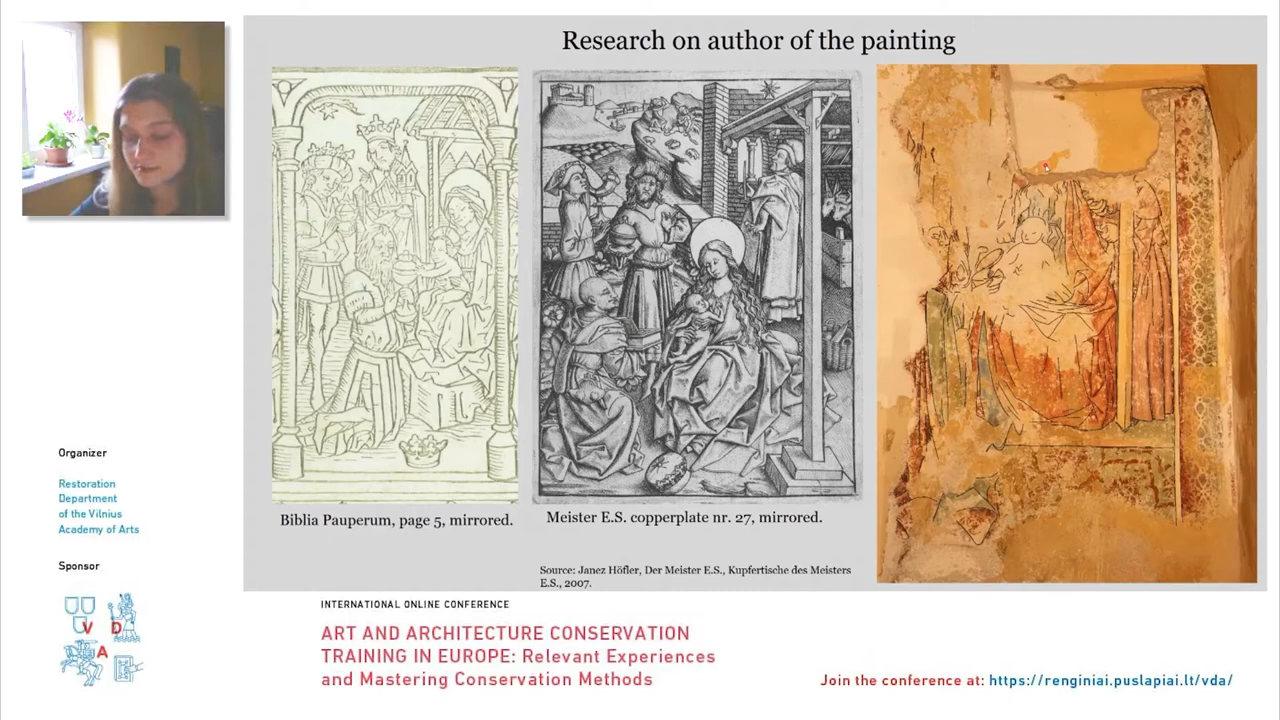 Research on author of the painting
Biblia Pauperum, page 5, mirrored.
Meister E.S. copperplate nr. 27, mirrored.
Source: Janez Höfler, Der Meister E.S., Kupfertische des Meisters
E.S., 2007.
Organizer
Restoration
Department
of the Vilnius
Academy of Arts
Sponsor
V D
A
INTERNATIONAL ONLINE CONFERENCE
ART AND ARCHITECTURE CONSERVATION
TRAINING IN EUROPE: Relevant Experiences
and Mastering Conservation Methods
Join the conference at: https://renginiai.puslapiai.lt/vda/